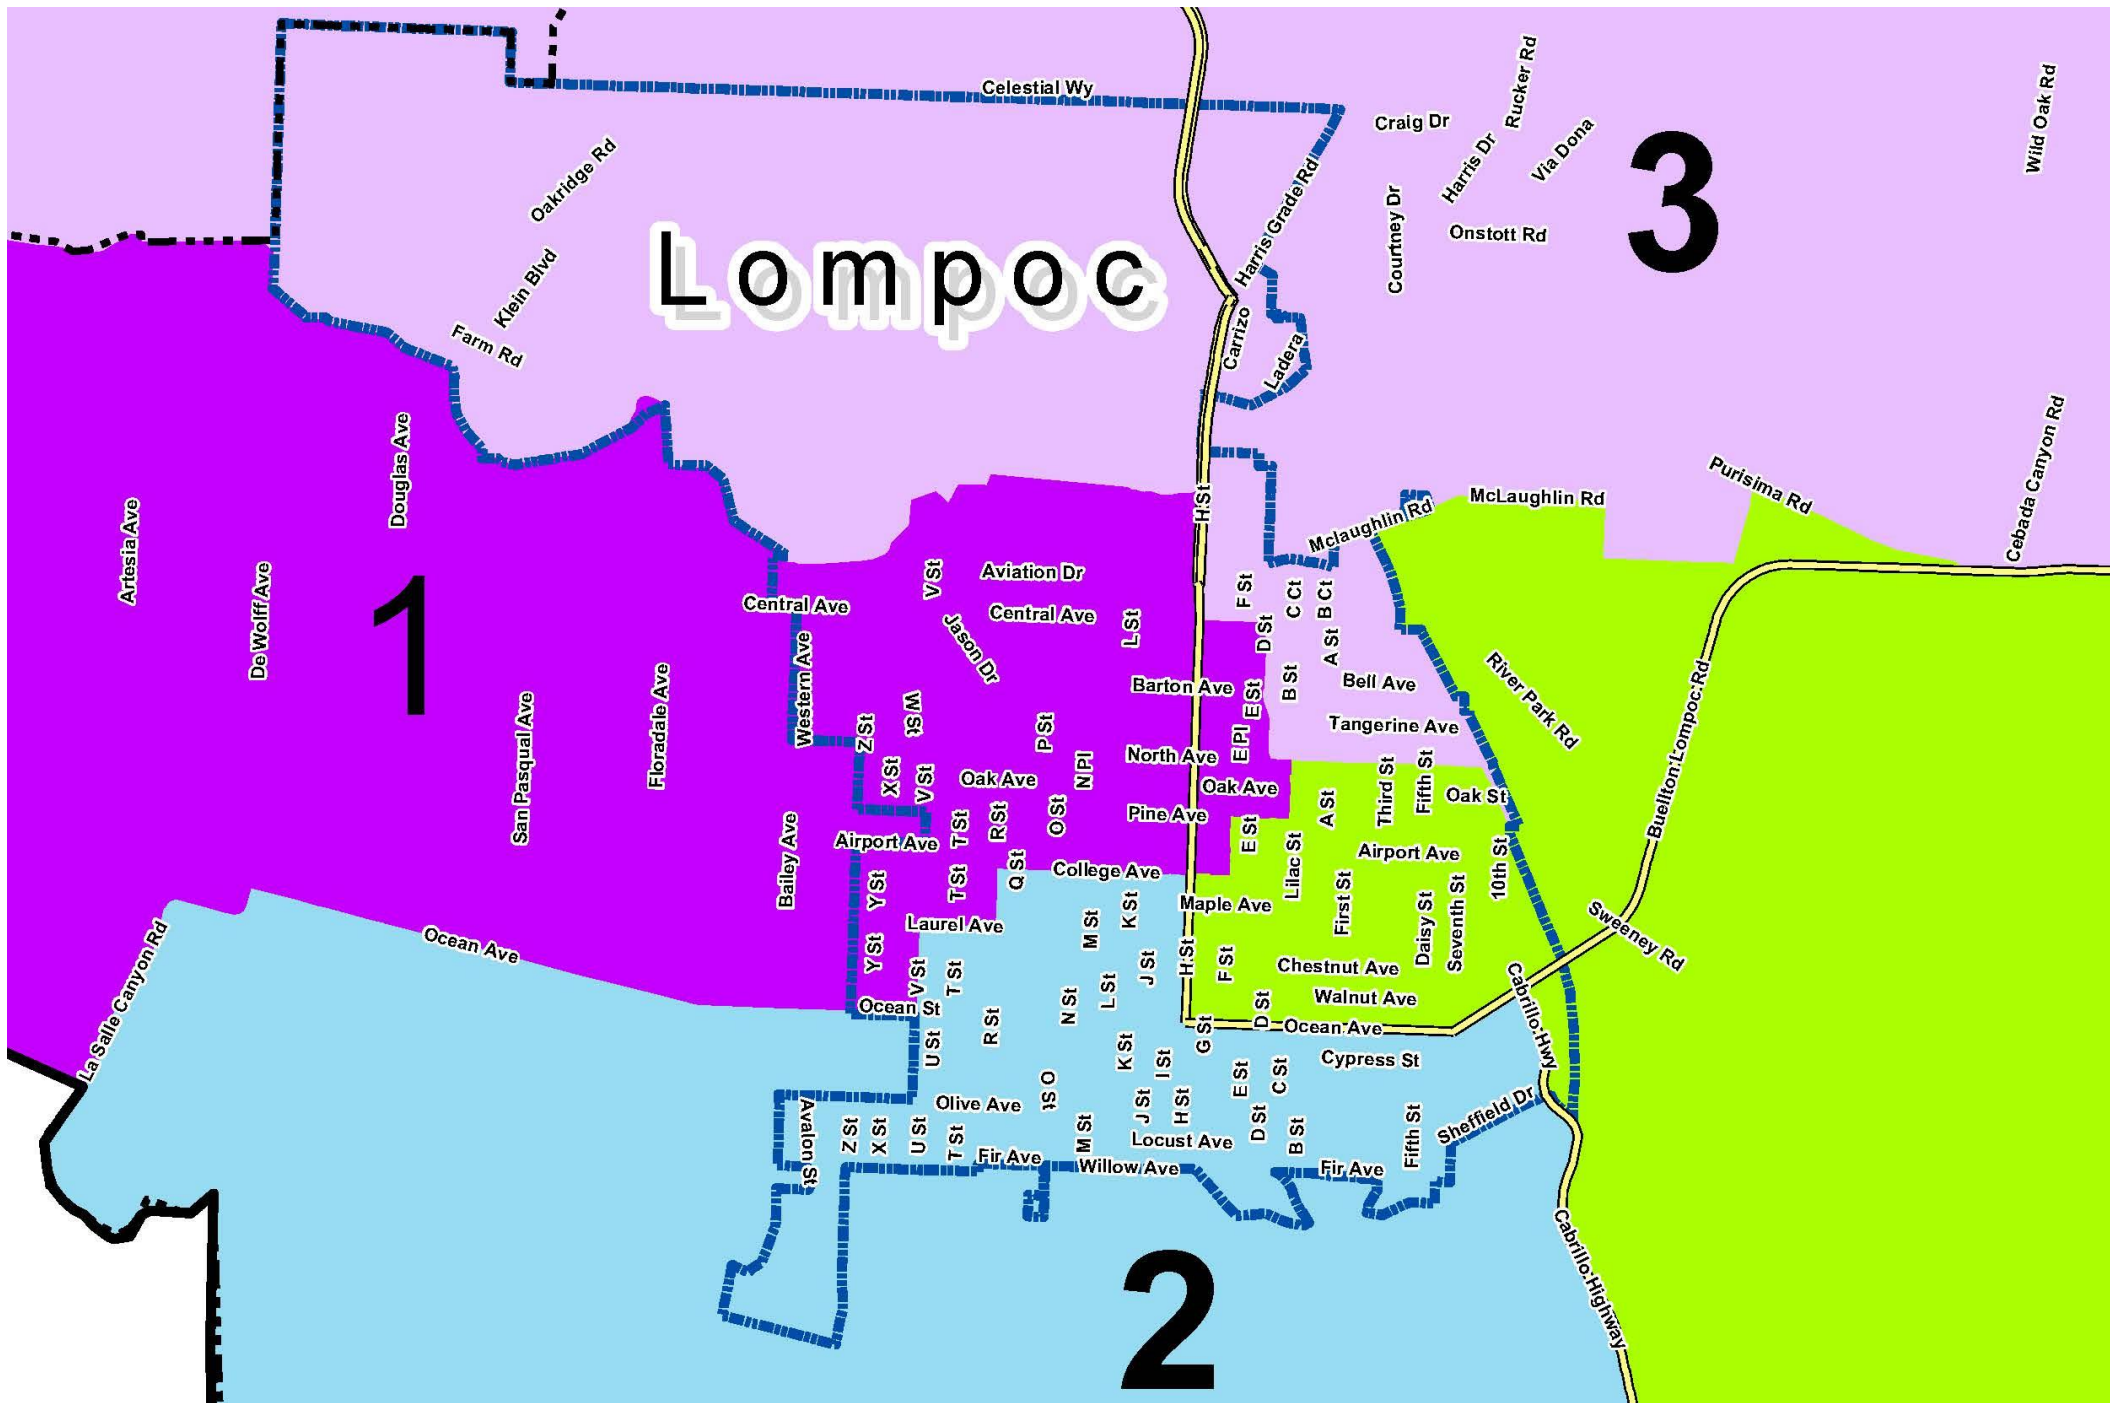 Celestial Wy
Rucker Rd
Wild Oak Rd
Craig Dr
Harris Dr
Via Dona
3
Oakridge Rd
Harris Grade Rd
Courtney Dr
Onstott Rd
Lompoc
Klein Blvd
Farm Rd
Carrizo
Ladera
Douglas Ave
Cebada Canyon Rd
Purisima Rd
McLaughlin Rd
Mclaughlin Rd
H St
Artesia Ave
De Wolff Ave
1
V St
Aviation Dr
Central Ave
Central Ave
Jason Dr
L St
F St
C Ct
B Ct
D St
A St
Western Ave
Floradale Ave
San Pasqual Ave
Barton Ave
E St
B St
Bell Ave
River Park Rd
Buellton Lompoc Rd
W St
Z St
P St
Tangerine Ave
North Ave
E Pl
X St
V St
Oak Ave
N Pl
Oak Ave
Third St
Fifth St
Oak St
T St
R St
O St
Pine Ave
A St
E St
Bailey Ave
Airport Ave
Lilac St
Airport Ave
10th St
Q St
College Ave
Y St
T St
K St
Maple Ave
First St
Daisy St
Seventh St
Laurel Ave
M St
Sweeney Rd
La Salle Canyon Rd
Ocean Ave
Y St
V St
T St
J St
H St
F St
Chestnut Ave
Walnut Ave
Cabrillo Hwy
Ocean St
N St
L St
D St
R St
G St
Ocean Ave
U St
K St
I St
Cypress St
E St
C St
O St
Avalon St
Olive Ave
J St
H St
Sheffield Dr
Z St
X St
U St
T St
M St
Locust Ave
D St
B St
Fifth St
Fir Ave
Willow Ave
Fir Ave
2
Cabrillo Highway